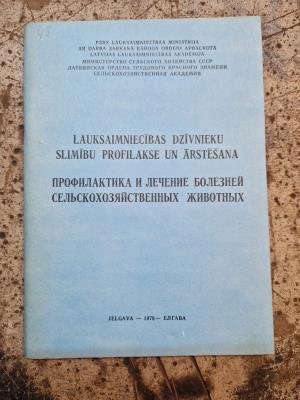 PSRS LAUKSAIMNIECĪBAS MINISTRIJA
AR DARBA SARKANĀ KAROGA ORDENI APBALVOTĀ
LATVIJAS LAUKSAIMNIECĪBAS AKADĒMIJA
МИНИСТЕРСТВО СЕЛЬСКОГО ХОЗЯЙСТВА СССР
ЛАТВИЙСКАЯ ОРДЕНА ТРУДОВОГО КРАСНОГО ЗНАМЕНИ
СЕЛЬСКОХОЗЯЙСТВЕННАЯ АКАДЕМИЯ
LAUKSAIMNIECĪBAS DZĪVNIEKU
SLIMĪBU PROFILAKSE UN ĀRSTĒŠANA
ПРОФИЛАКТИКА И ЛЕЧЕНИЕ БОЛЕЗНЕЙ
СЕЛЬСКОХОЗЯЙСТВЕННЫХ ЖИВОТНЫХ
JELGAVA — — ЕЛГАВА